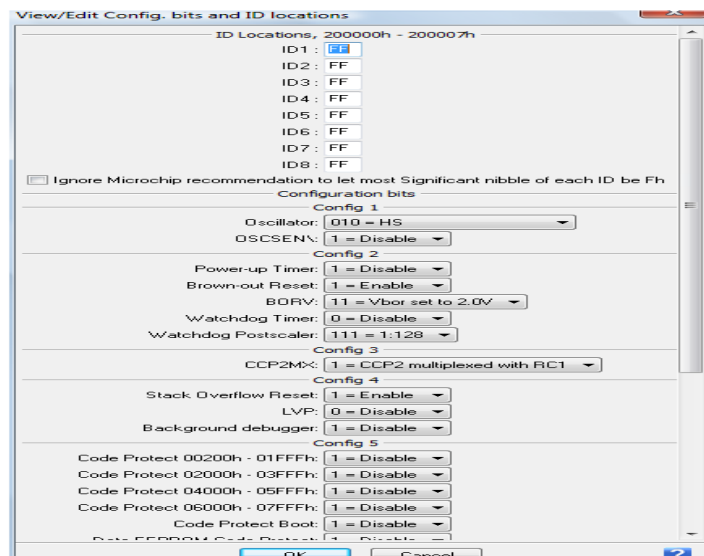 View/Edit Config. bits and ID locations
ID Locations, 200000h - 200007h
ID1 : FF
ID2 : FF
ID3 : FF
ID4 : FF
ID5 : FF
ID6 : FF
ID7 : FF
ID8 : FF
Ignore Microchip recommendation to let most Significant nibble of each ID be Fh
Configuration bits
Config 1
Oscillator: 010 = HS
OSCSEN\: 1 = Disable
Config 2
Power-up Timer: 1 = Disable
Brown-out Reset: 1 = Enable
BORV: 11 = Vbor set to 2.0V
Watchdog Timer: 0 = Disable
Watchdog Postscaler: 111 = 1:128
Config 3
CCP2MX: 1 = CCP2 multiplexed with RC1
Config 4
Stack Overflow Reset: 1 = Enable
LVP: 0 = Disable
Background debugger: 1 = Disable
Config 5
Code Protect 00200h - 01FFFh: 1 = Disable
Code Protect 02000h - 03FFFh: 1 = Disable
Code Protect 04000h - 05FFFh: 1 = Disable
Code Protect 06000h - 07FFFh: 1 = Disable
Code Protect Boot: 1 = Disable
Data EEPROM Code Protect: 1 = Disable
OK Cancel ?